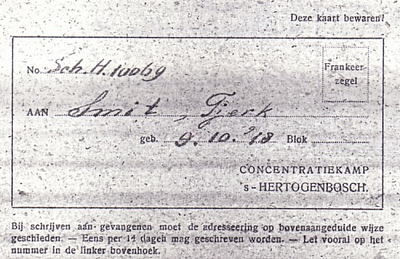 Deze kaart bewaren!
No. Sch.H.10069
Frankeer-
zegel
AAN Smit, Tjerk
geb. 9.10.'18 Blok
CONCENTRATIEKAMP
's-HERTOGENBOSCH.
Bij schrijven aan gevangenen moet de adresseering op bovenaangeduide wijze
geschieden. — Eens per 14 dagen mag geschreven worden. — Let vooral op het
nummer in de linker bovenhoek.